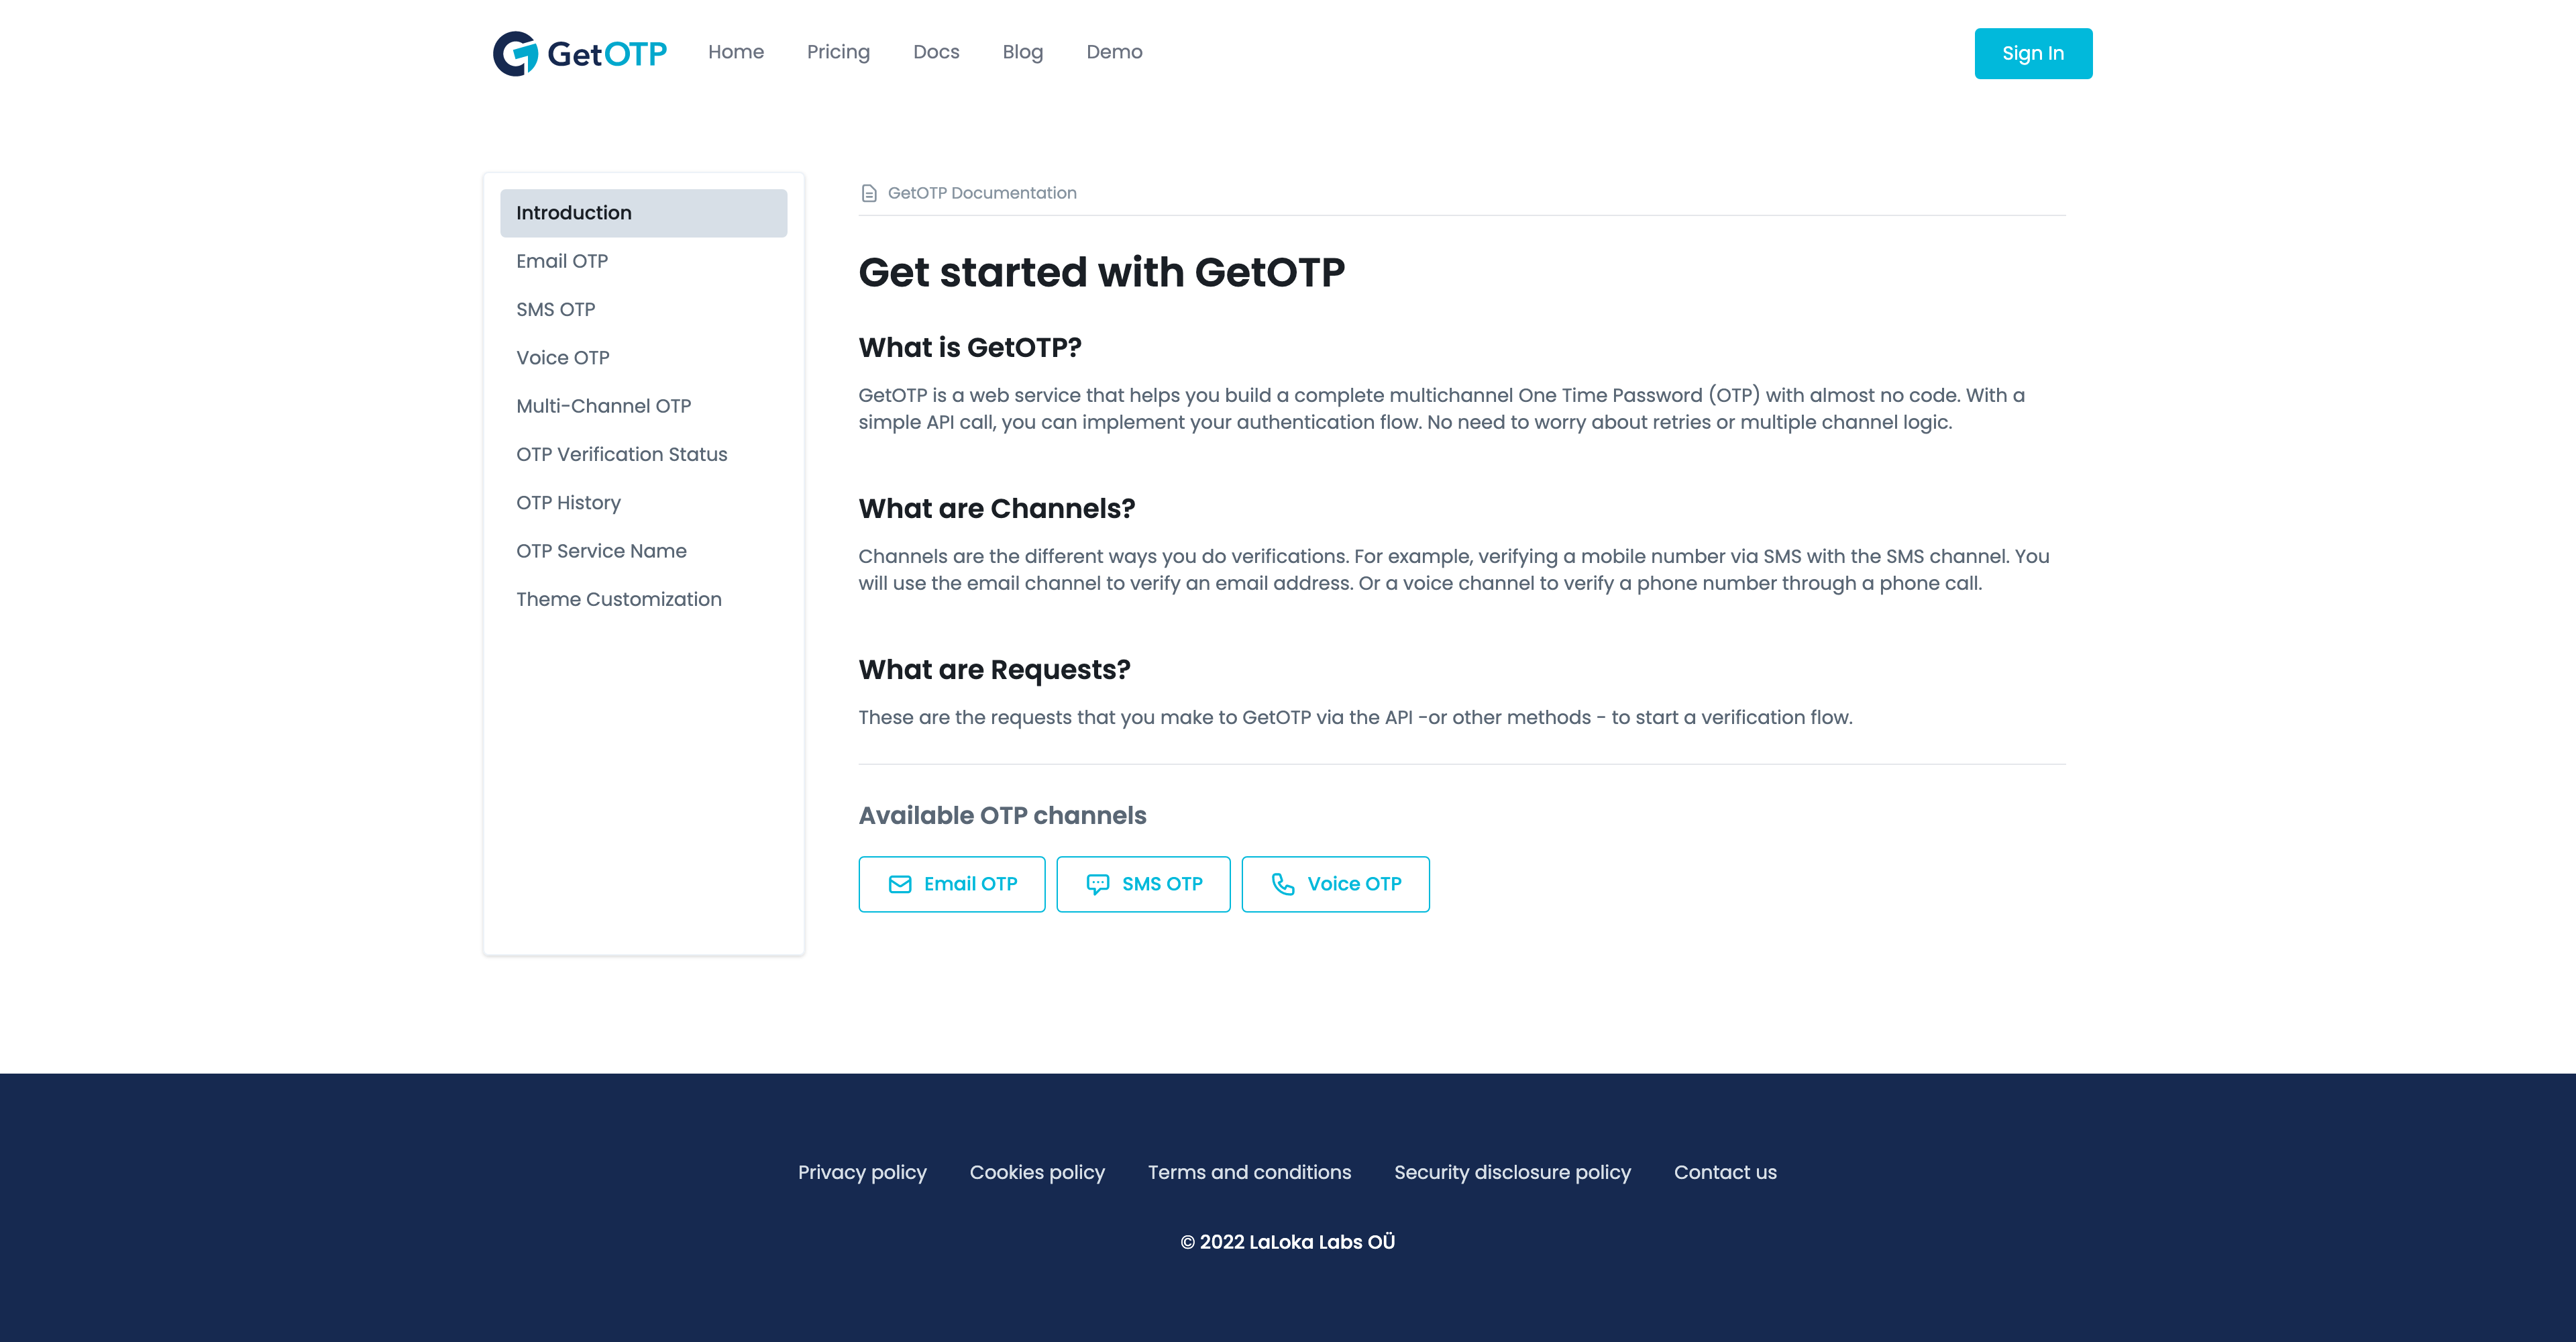 GetOTP
Home
Pricing
Docs
Blog
Demo
Sign In
Introduction
Email OTP
SMS OTP
Voice OTP
Multi-Channel OTP
OTP Verification Status
OTP History
OTP Service Name
Theme Customization
GetOTP Documentation
Get started with GetOTP
What is GetOTP?
GetOTP is a web service that helps you build a complete multichannel One Time Password (OTP) with almost no code. With a
simple API call, you can implement your authentication flow. No need to worry about retries or multiple channel logic.
What are Channels?
Channels are the different ways you do verifications. For example, verifying a mobile number via SMS with the SMS channel. You
will use the email channel to verify an email address. Or a voice channel to verify a phone number through a phone call.
What are Requests?
These are the requests that you make to GetOTP via the API -or other methods - to start a verification flow.
Available OTP channels
Email OTP
SMS OTP
Voice OTP
Privacy policy
Cookies policy
Terms and conditions
Security disclosure policy
Contact us
© 2022 LaLoka Labs OÜ